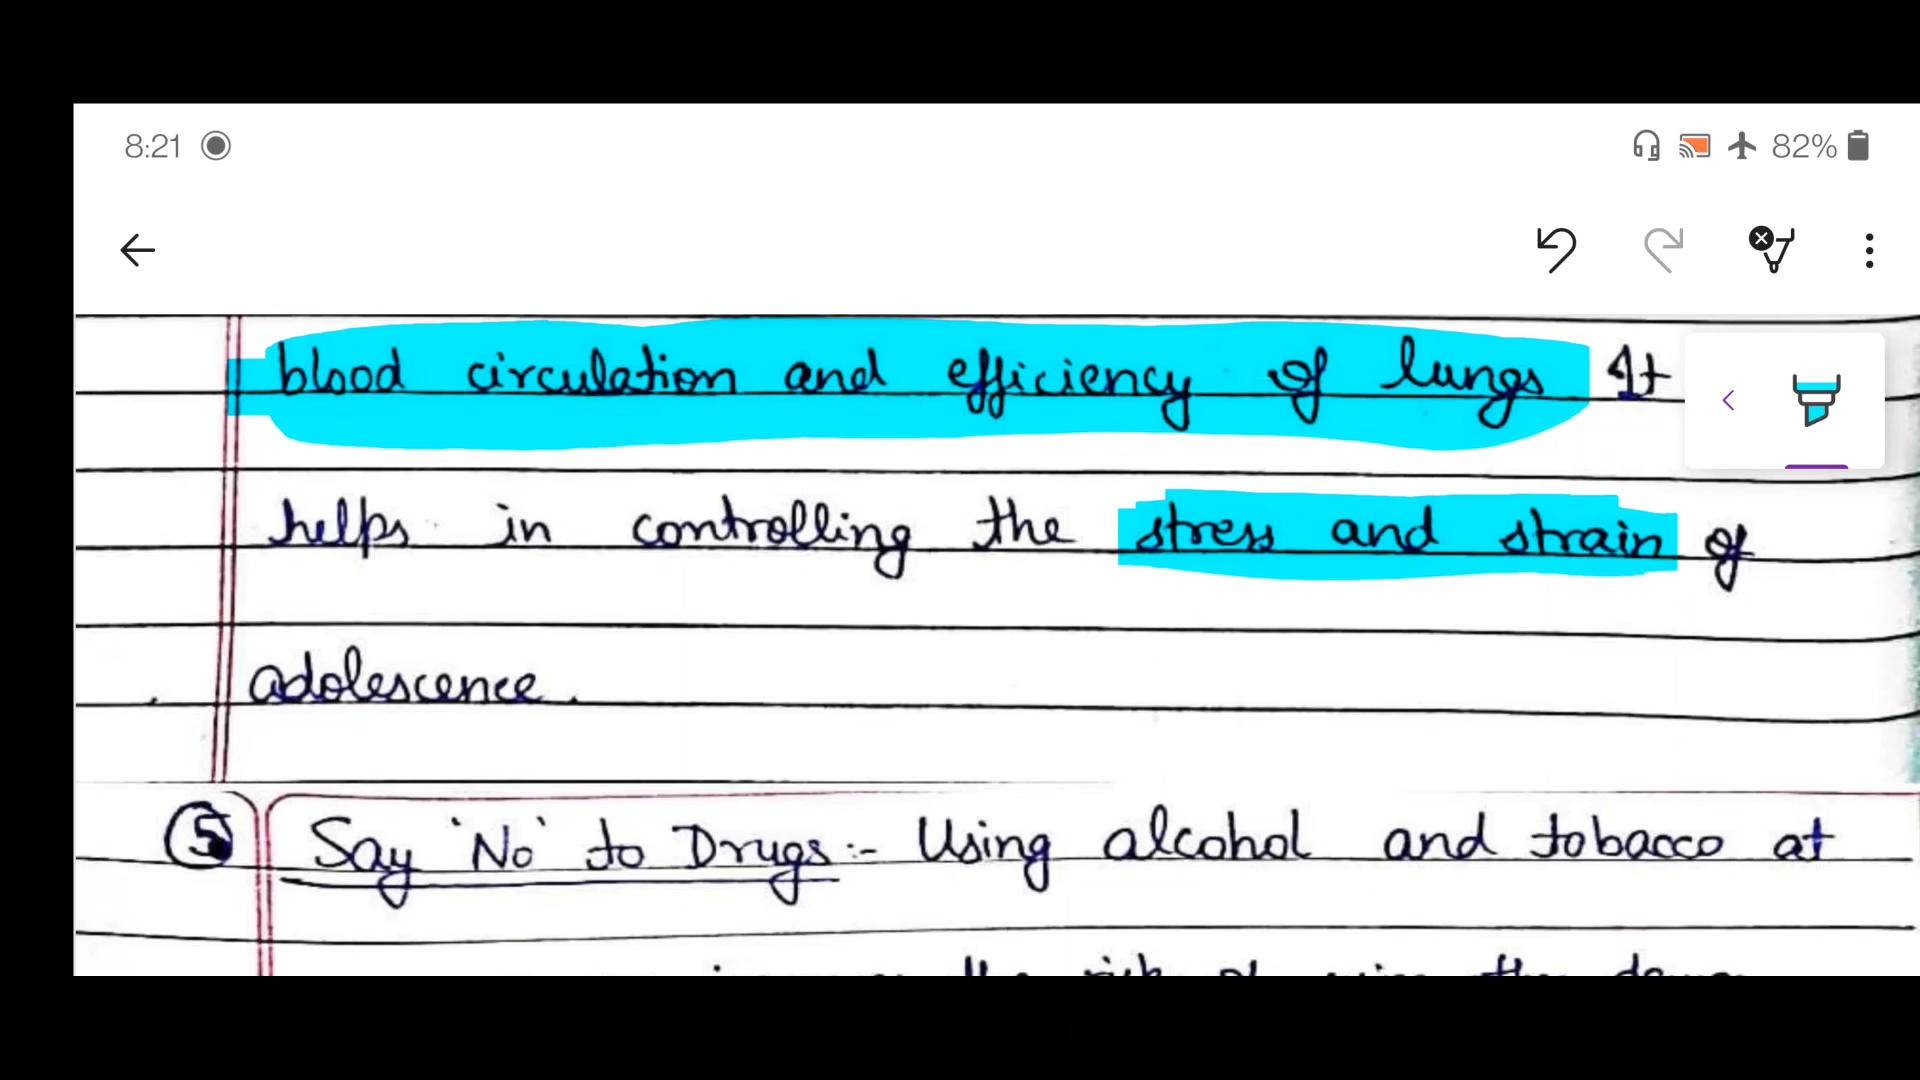 8:21 82%
blood circulation and efficiency of lungs It
helps in controlling the stress and strain of
adolescence.
5 Say 'No' to Drugs :- Using alcohol and tobacco at